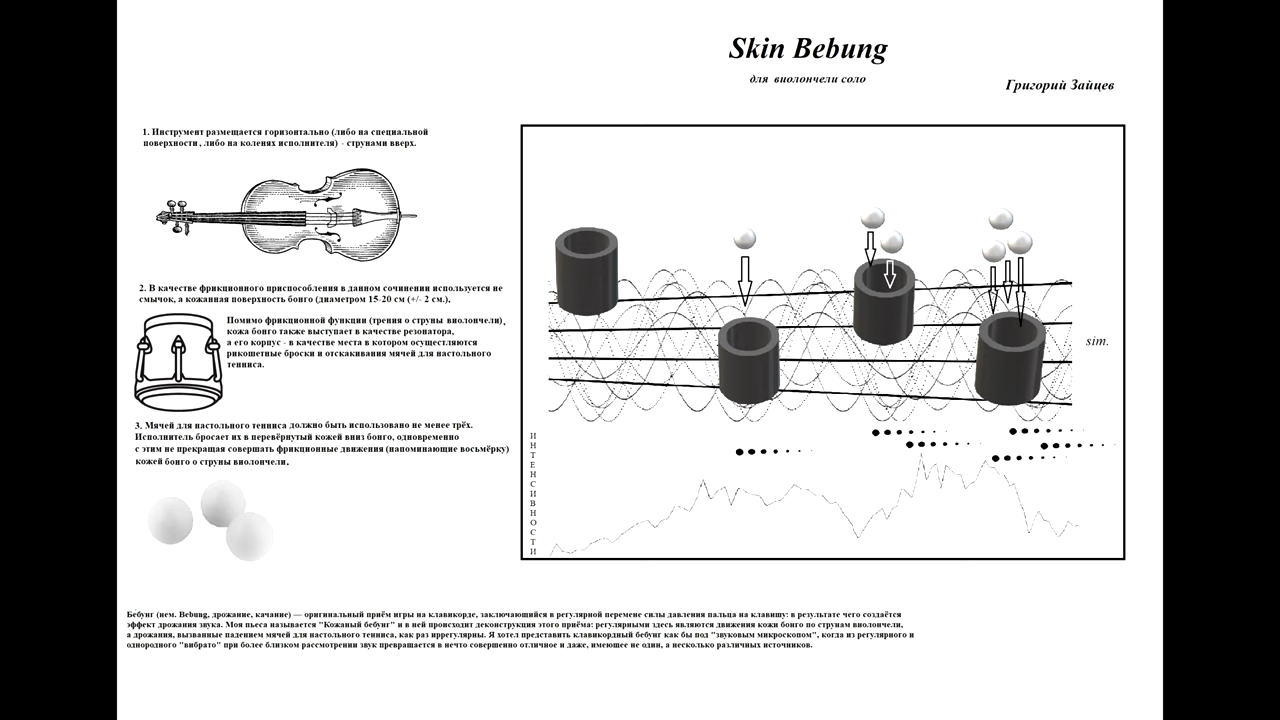 Skin Bebung
для виолончели соло
Григорий Зайцев
1. Инструмент размещается горизонтально (либо на специальной
поверхности, либо на коленях исполнителя) - струнами вверх.
2. В качестве фрикционного приспособления в данном сочинении используется не
смычок, а кожанная поверхность бонго (диаметром 15-20 см (+/- 2 см.),
Помимо фрикционной функции (трения о струны виолончели),
кожа бонго также выступает в качестве резонатора,
а его корпус - в качестве места в котором осущестляются
рикошетные броски и отскакивания мячей для настольного
тенниса.
3. Мячей для настольного тенниса должно быть использовано не менее трёх.
Исполнитель бросает их в перевёрнутый кожей вниз бонго, одновременно
с этим не прекращая совершать фрикционные движения (напоминающие восьмёрку)
кожей бонго о струны виолончели.
sim.
ИНТЕНСИВНОСТИ
Бебунг (нем. Bebung, дрожание, качание) — оригинальный приём игры на клавикорде, заключающийся в регулярной перемене силы давления пальца на клавишу: в результате чего создаётся
эффект дрожания звука. Моя пьеса называется "Кожаный бебунг" и в ней происходит деконструкция этого приёма: регулярными здесь являются движения кожи бонго по струнам виолончели,
а дрожания, вызванные падением мячей для настольного тенниса, как раз иррегулярны. Я хотел представить клавикордный бебунг как бы под "звуковым микроскопом", когда из регулярного и
однородного "вибрато" при более близком рассмотрении звук превращается в нечто совершенно отличное и даже, имеющее не один, а несколько различных источников.